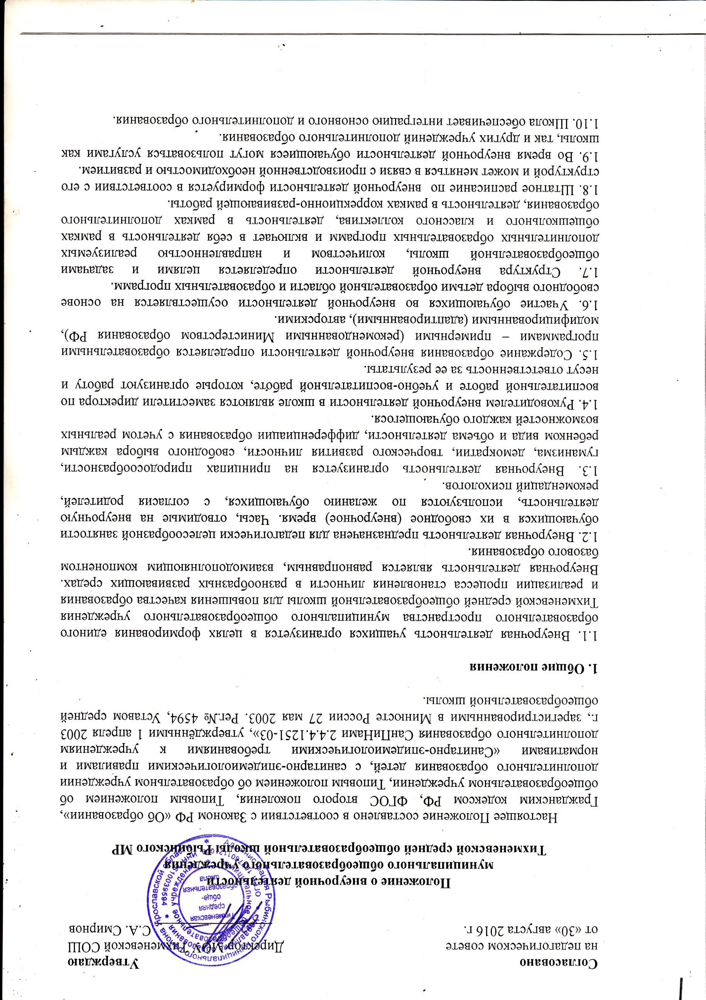 Согласовано
Утверждаю
на педагогическом совете
Директор МОУ Тихменевской СОШ
от «30» августа 2016 г.
С.А. Смирнов
Положение о внеурочной деятельности
муниципального общеобразовательного учреждения
Тихменевской средней общеобразовательной школы Рыбинского МР
Настоящее Положение составлено в соответствии с Законом РФ «Об образовании»,
Гражданским кодексом РФ, ФГОС второго поколения, Типовым положением об
общеобразовательном учреждении, Типовым положением об образовательном учреждении
дополнительного образования детей, с санитарно-эпидемиологическими правилами и
нормативами «Санитарно-эпидемиологическими требованиями к учреждениям
дополнительного образования СанПиНами 2.4.4.1251-03», утверждёнными 1 апреля 2003
г., зарегистрированными в Минюсте России 27 мая 2003. Рег.№ 4594, Уставом средней
общеобразовательной школы.
1. Общие положения
1.1. Внеурочная деятельность учащихся организуется в целях формирования единого
образовательного пространства муниципального общеобразовательного учреждения
Тихменевской средней общеобразовательной школы для повышения качества образования
и реализации процесса становления личности в разнообразных развивающих средах.
Внеурочная деятельность является равноправным, взаимодополняющим компонентом
базового образования.
1.2. Внеурочная деятельность предназначена для педагогически целесообразной занятости
обучающихся в их свободное (внеурочное) время. Часы, отводимые на внеурочную
деятельность, используются по желанию обучающихся, с согласия родителей,
рекомендаций психологов.
1.3. Внеурочная деятельность организуется на принципах природосообразности,
гуманизма, демократии, творческого развития личности, свободного выбора каждым
ребенком вида и объема деятельности, дифференциации образования с учетом реальных
возможностей каждого обучающегося.
1.4. Руководителем внеурочной деятельности в школе являются заместители директора по
воспитательной работе и учебно-воспитательной работе, которые организуют работу и
несут ответственность за ее результаты.
1.5. Содержание образования внеурочной деятельности определяется образовательными
программами – примерными (рекомендованными Министерством образования РФ),
модифицированными (адаптированными), авторскими.
1.6. Участие обучающихся во внеурочной деятельности осуществляется на основе
свободного выбора детьми образовательной области и образовательных программ.
1.7. Структура внеурочной деятельности определяется целями и задачами
общеобразовательной школы, количеством и направленностью реализуемых
дополнительных образовательных программ и включает в себя деятельность в рамках
общешкольного и классного коллектива, деятельность в рамках дополнительного
образования, деятельность в рамках коррекционно-развивающей работы.
1.8. Штатное расписание по внеурочной деятельности формируется в соответствии с его
структурой и может меняться в связи с производственной необходимостью и развитием.
1.9. Во время внеурочной деятельности обучающиеся могут пользоваться услугами как
школы, так и других учреждений дополнительного образования.
1.10. Школа обеспечивает интеграцию основного и дополнительного образования.
Администрация Рыбинского муниципального района Ярославской области
Тихменевская
средняя
обще-
образовательная
школа